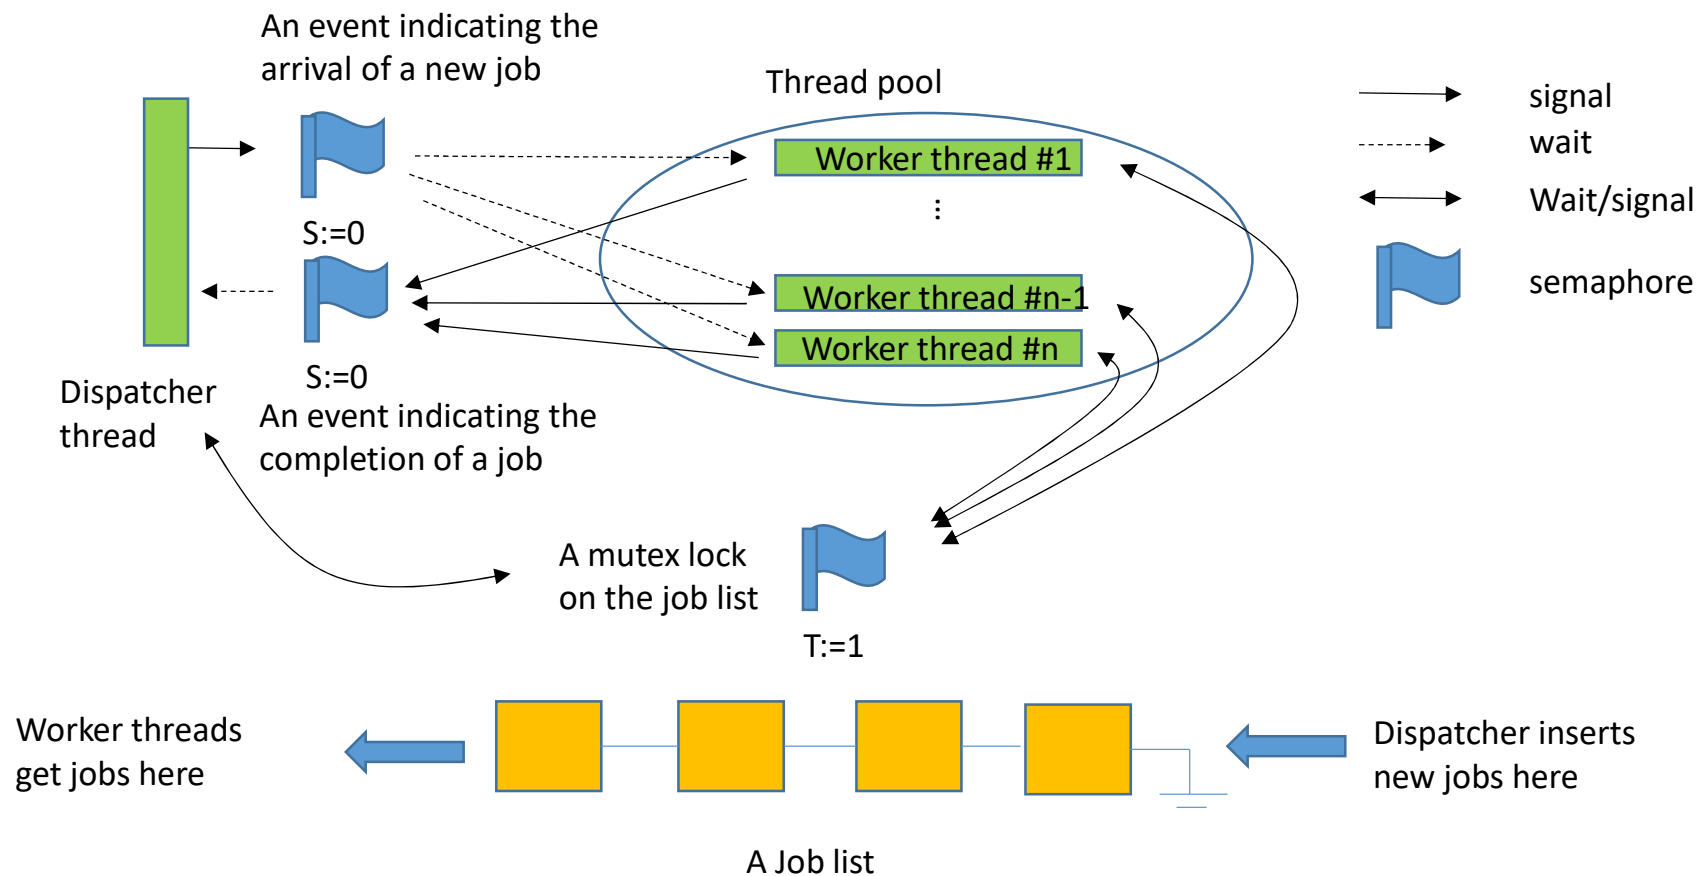 An event indicating the
arrival of a new job
Thread pool
signal
wait
Wait/signal
semaphore
Worker thread #1
...
S:=0
Worker thread #n-1
Worker thread #n
S:=0
Dispatcher
thread
An event indicating the
completion of a job
A mutex lock
on the job list
T:=1
Worker threads
get jobs here
Dispatcher inserts
new jobs here
A Job list